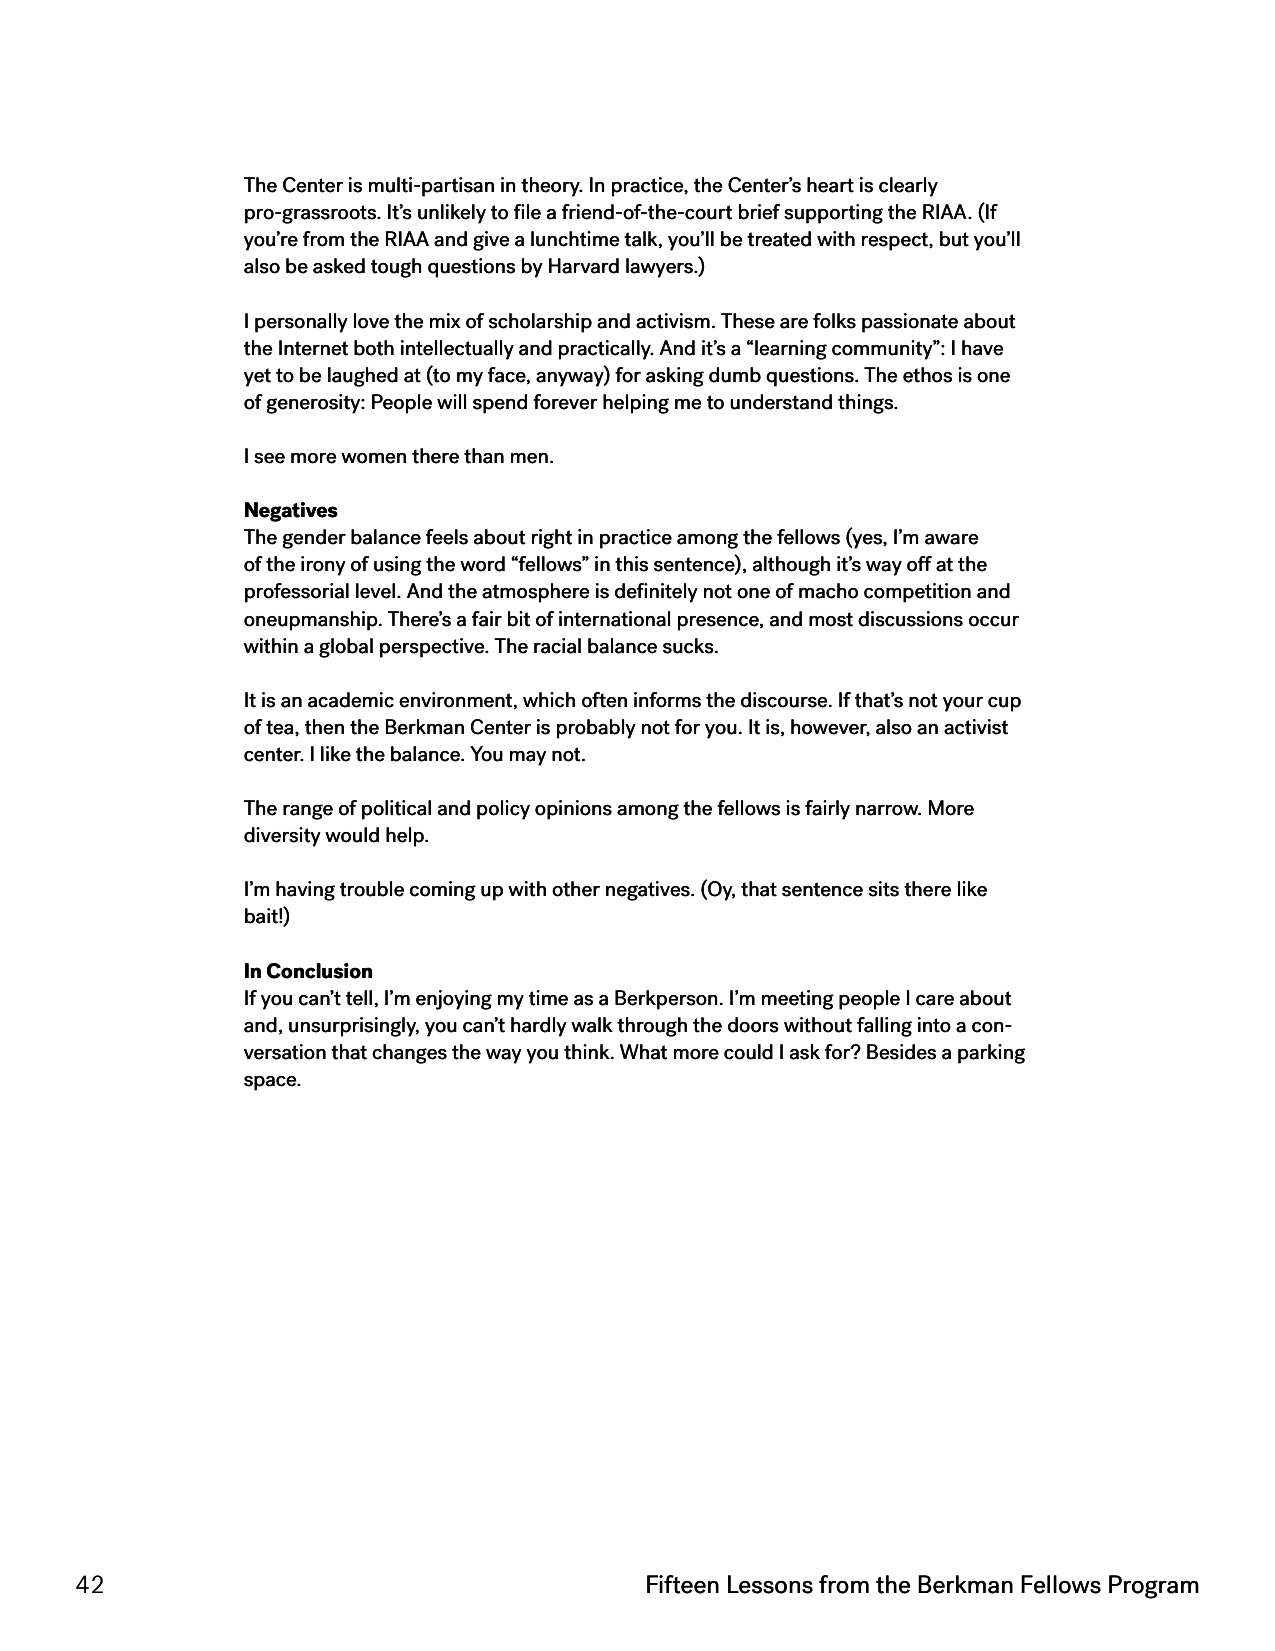 The Center is multi-partisan in theory. In practice, the Center’s heart is clearly
pro-grassroots. It’s unlikely to file a friend-of-the-court brief supporting the RIAA. (If
you’re from the RIAA and give a lunchtime talk, you’ll be treated with respect, but you’ll
also be asked tough questions by Harvard lawyers.)
I personally love the mix of scholarship and activism. These are folks passionate about
the Internet both intellectually and practically. And it’s a “learning community”: I have
yet to be laughed at (to my face, anyway) for asking dumb questions. The ethos is one
of generosity: People will spend forever helping me to understand things.
I see more women there than men.
Negatives
The gender balance feels about right in practice among the fellows (yes, I’m aware
of the irony of using the word “fellows” in this sentence), although it’s way off at the
professorial level. And the atmosphere is definitely not one of macho competition and
oneupmanship. There’s a fair bit of international presence, and most discussions occur
within a global perspective. The racial balance sucks.
It is an academic environment, which often informs the discourse. If that’s not your cup
of tea, then the Berkman Center is probably not for you. It is, however, also an activist
center. I like the balance. You may not.
The range of political and policy opinions among the fellows is fairly narrow. More
diversity would help.
I’m having trouble coming up with other negatives. (Oy, that sentence sits there like
bait!)
In Conclusion
If you can’t tell, I’m enjoying my time as a Berkperson. I’m meeting people I care about
and, unsurprisingly, you can’t hardly walk through the doors without falling into a con-
versation that changes the way you think. What more could I ask for? Besides a parking
space.
42
Fifteen Lessons from the Berkman Fellows Program